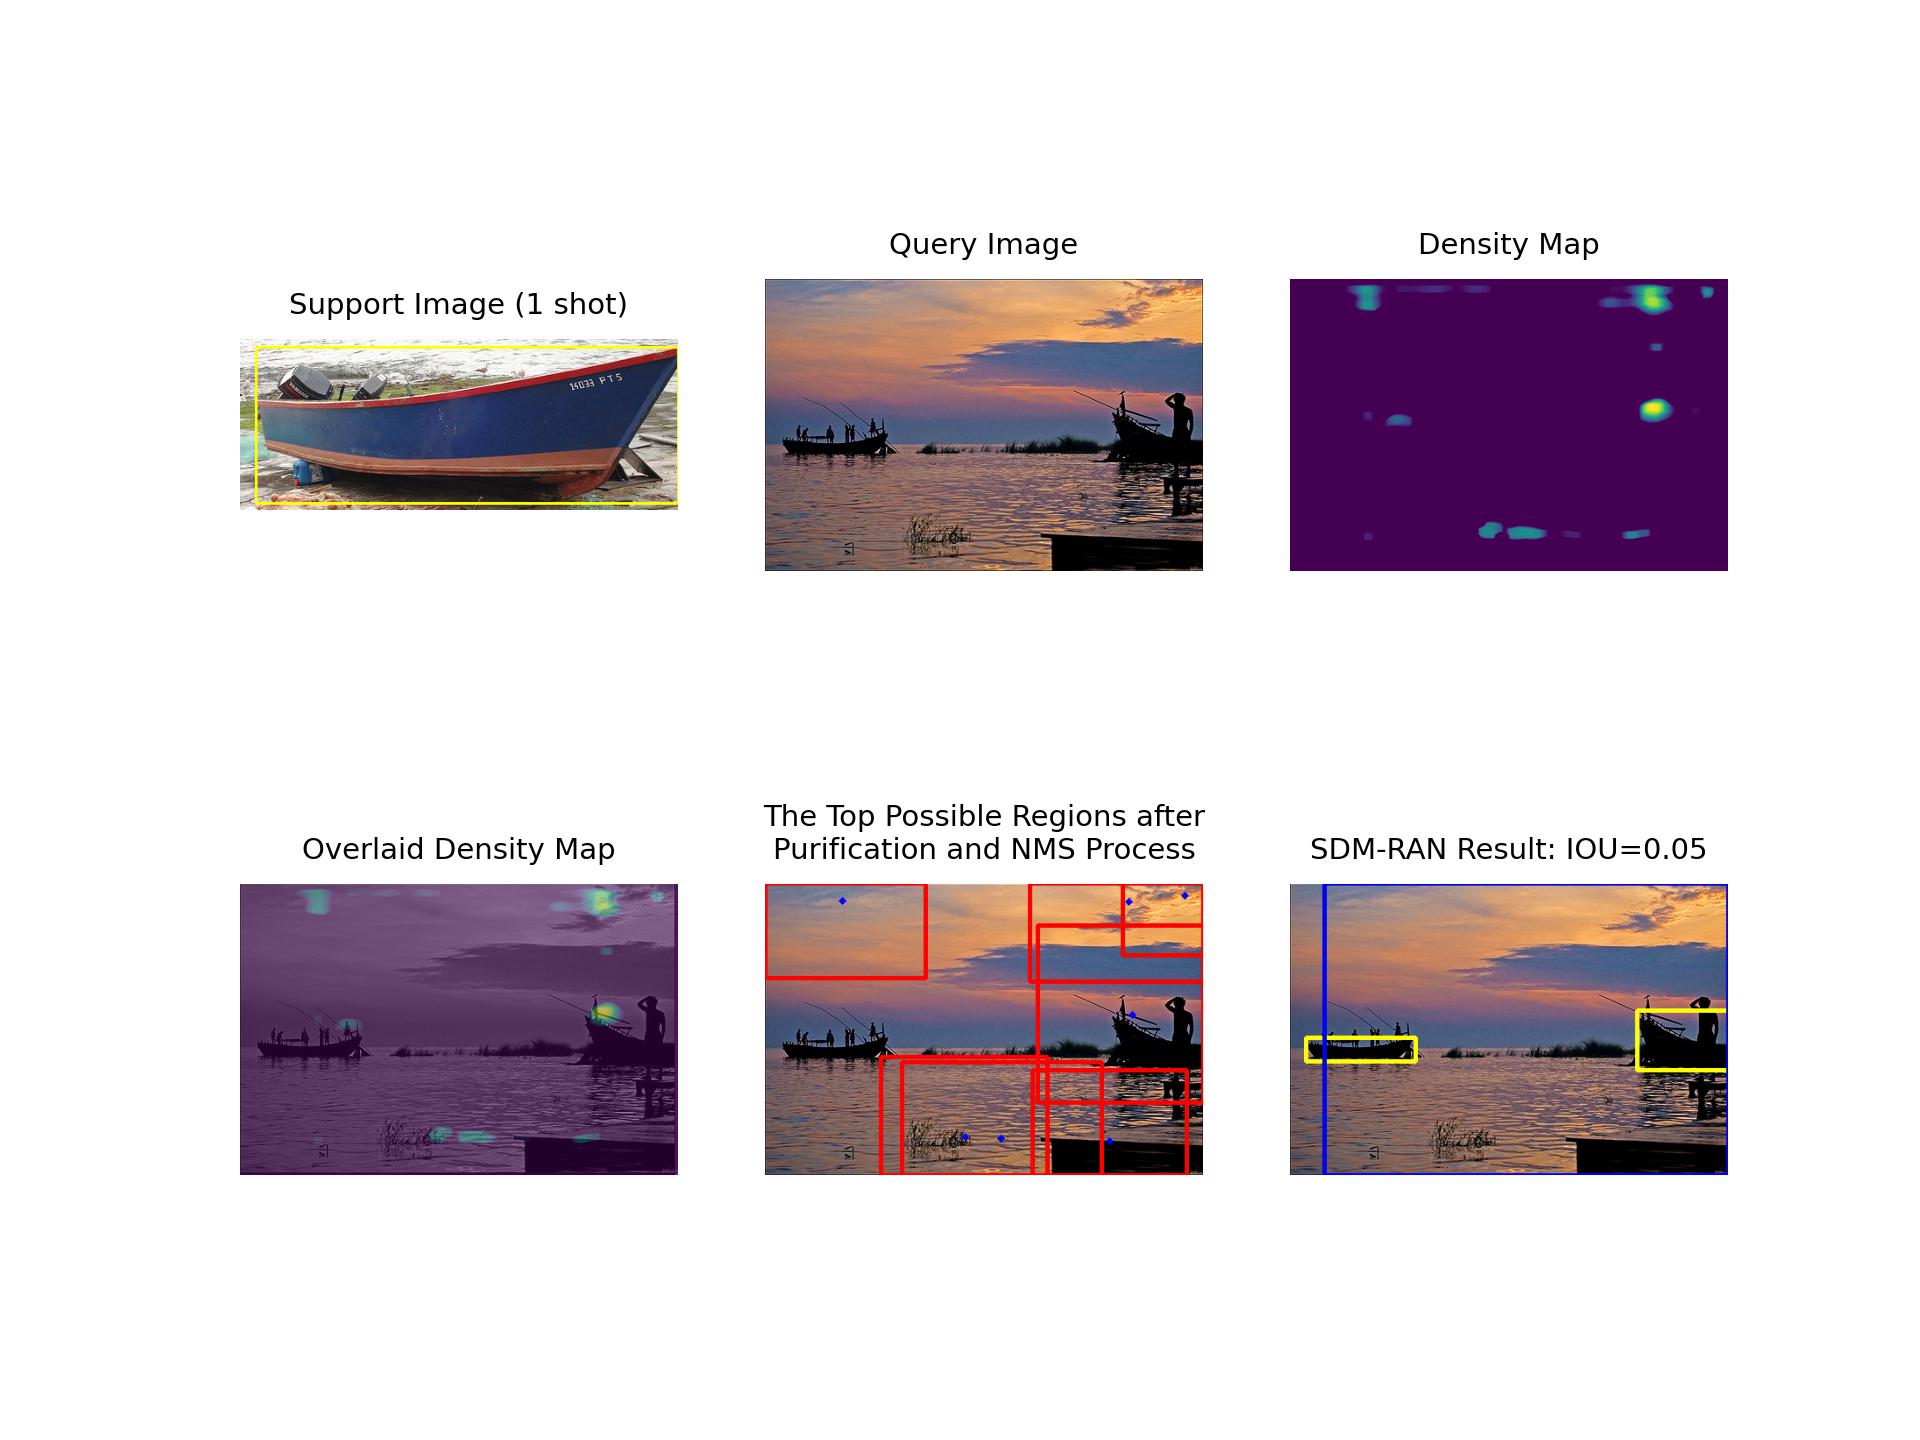 Query Image
Density Map
Support Image (1 shot)
14033 PTS
The Top Possible Regions after
Purification and NMS Process
Overlaid Density Map
SDM-RAN Result: IOU=0.05